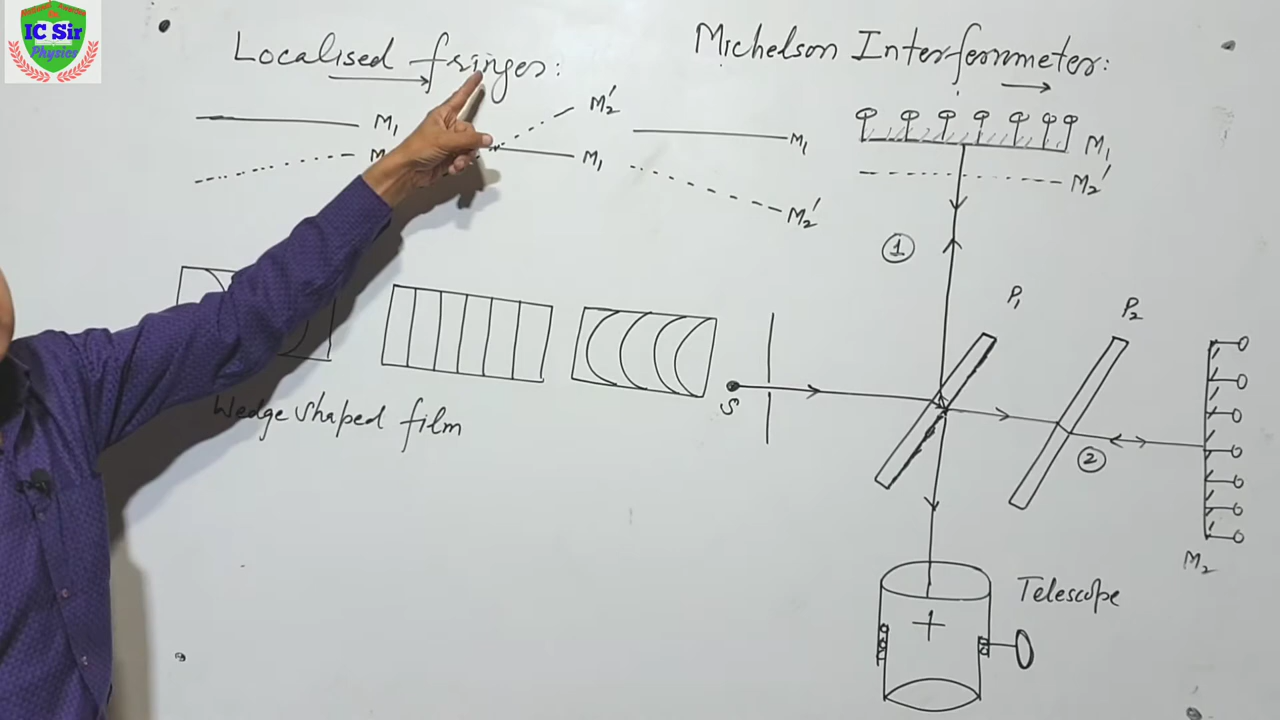 IC Sir
Physics
Localised fringes:
Michelson Interferometer:
M₁
M₂'
M₁
M₁
M₂'
M₁
M₂'
①
P₁
P₂
S
②
M₂
Wedge shaped film
Telescope